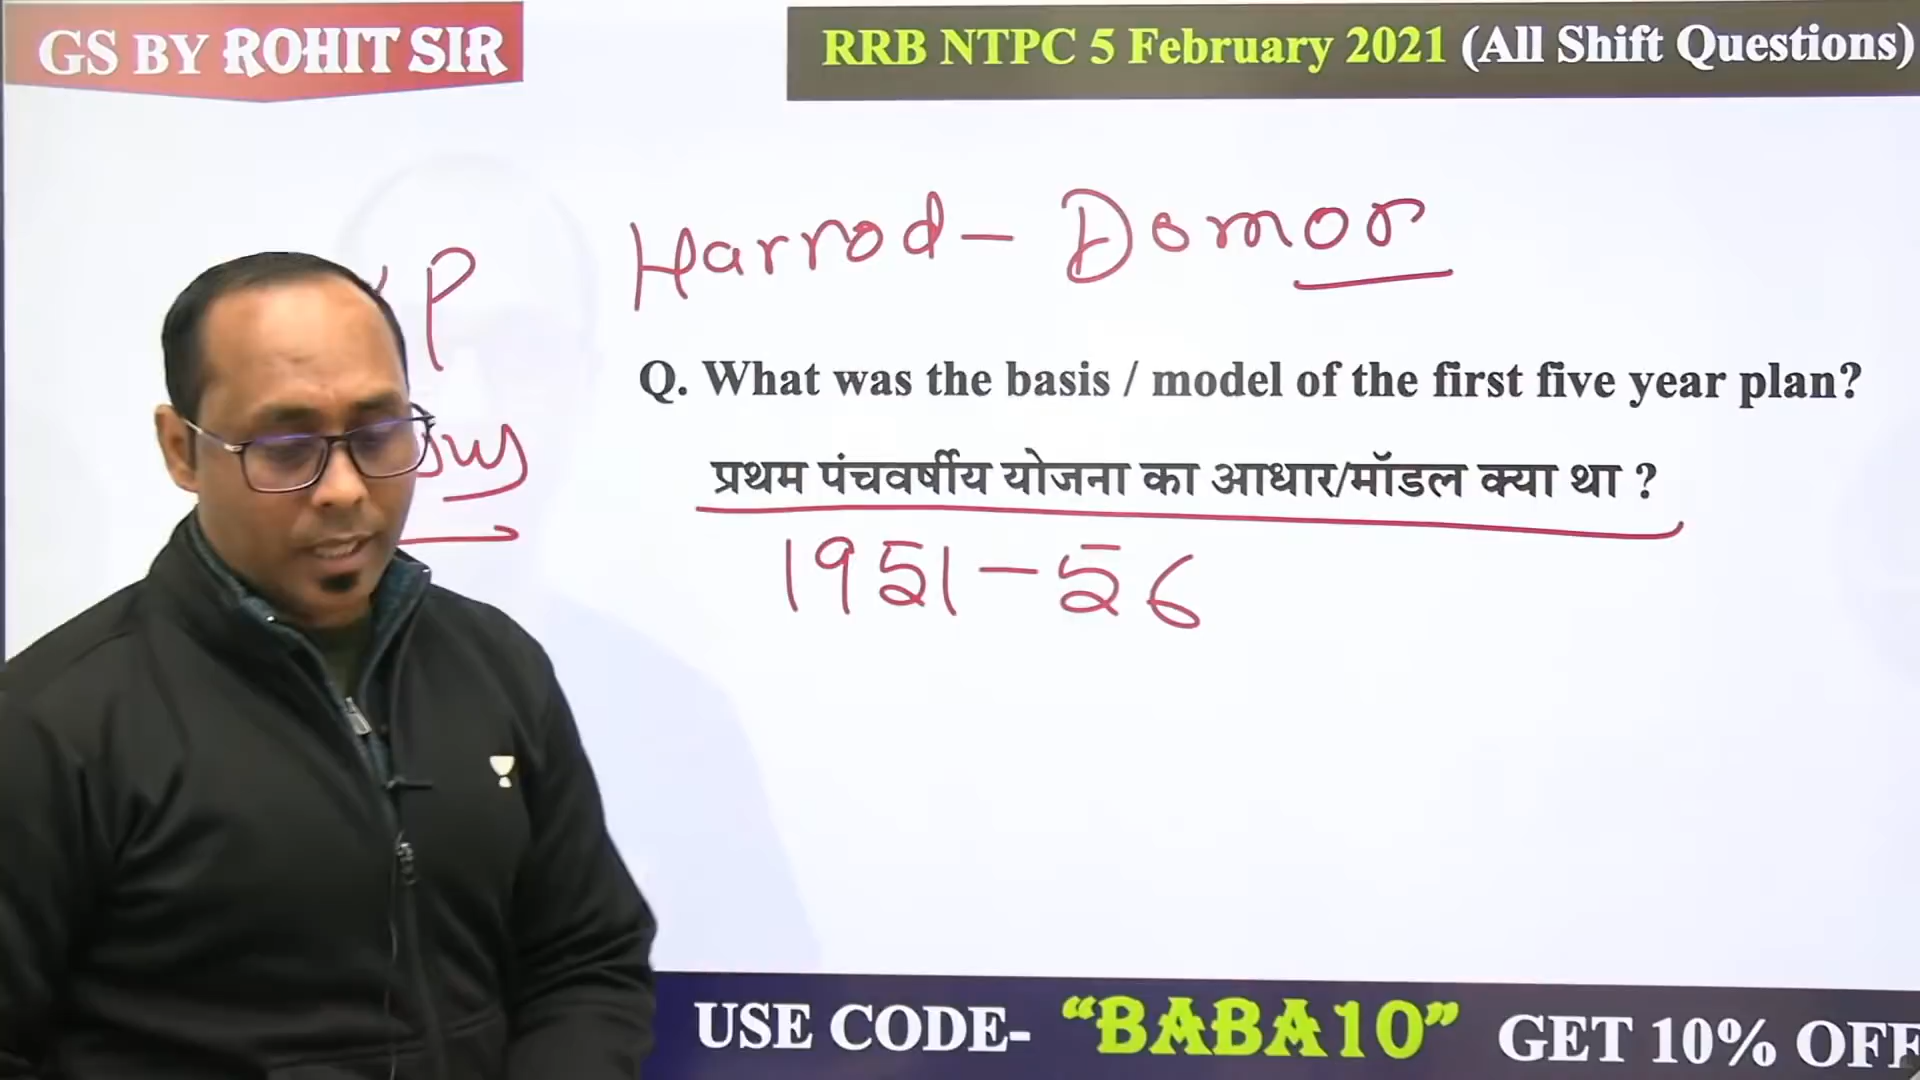 GS BY ROHIT SIR
RRB NTPC 5 February 2021 (All Shift Questions)
Harrod - Domor
P
Q. What was the basis / model of the first five year plan?
प्रथम पंचवर्षीय योजना का आधार/मॉडल क्या था ?
1951-56
USE CODE- “BABA10” GET 10% OFF